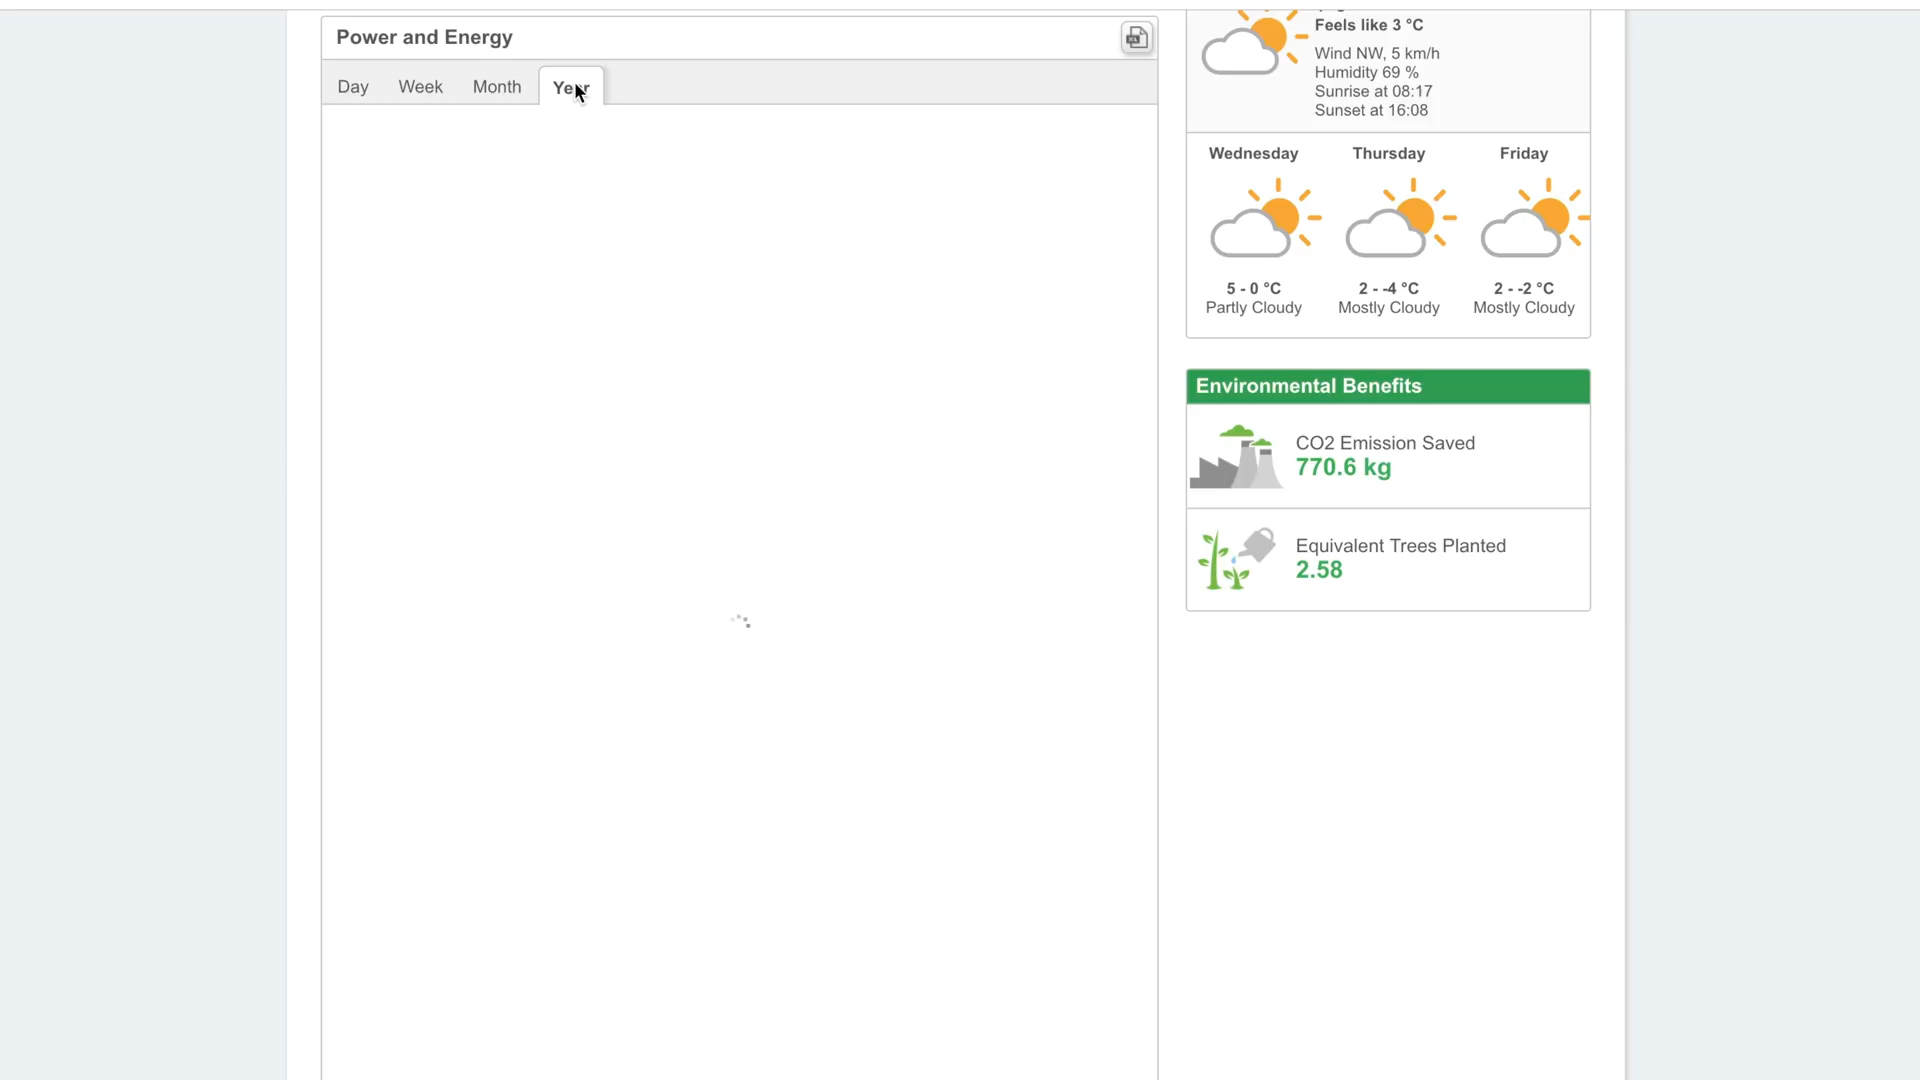 Power and Energy
Day
Week
Month
Year
Feels like 3 °C
Wind NW, 5 km/h
Humidity 69 %
Sunrise at 08:17
Sunset at 16:08
Wednesday
Thursday
Friday
5 - 0 °C
2 - -4 °C
2 - -2 °C
Partly Cloudy
Mostly Cloudy
Mostly Cloudy
Environmental Benefits
CO2 Emission Saved
770.6 kg
Equivalent Trees Planted
2.58